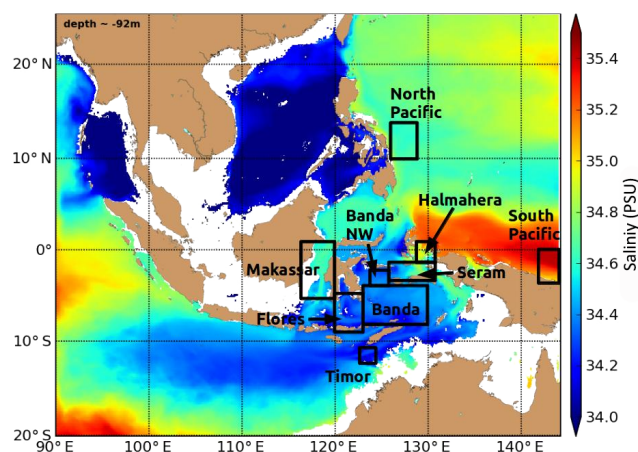 depth ~ -92m
20° N
10° N
0°
10° S
20° S
90° E
100° E
110° E
120° E
130° E
140° E
North
Pacific
Halmahera
Banda
NW
South
Pacific
Makassar
Seram
Flores
Banda
Timor
35.4
35.2
35.0
34.8
34.6
34.4
34.2
34.0
Saliniy (PSU)